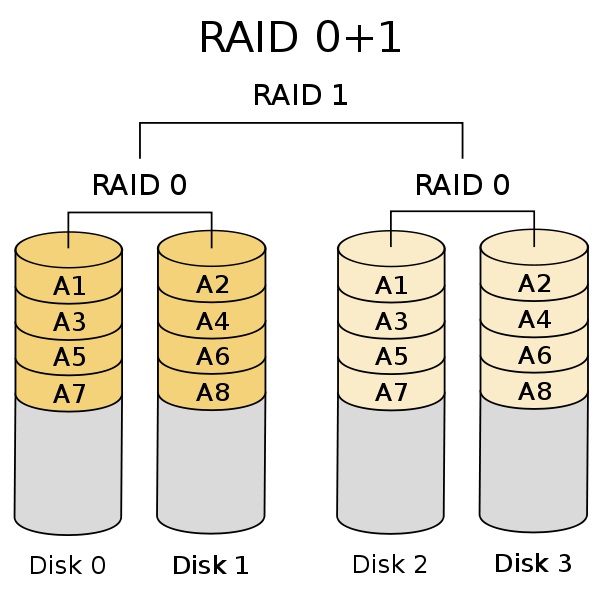 RAID 0+1
RAID 1
RAID 0
RAID 0
A1
A3
A5
A7
A2
A4
A6
A8
A1
A3
A5
A7
A2
A4
A6
A8
Disk 0
Disk 1
Disk 2
Disk 3